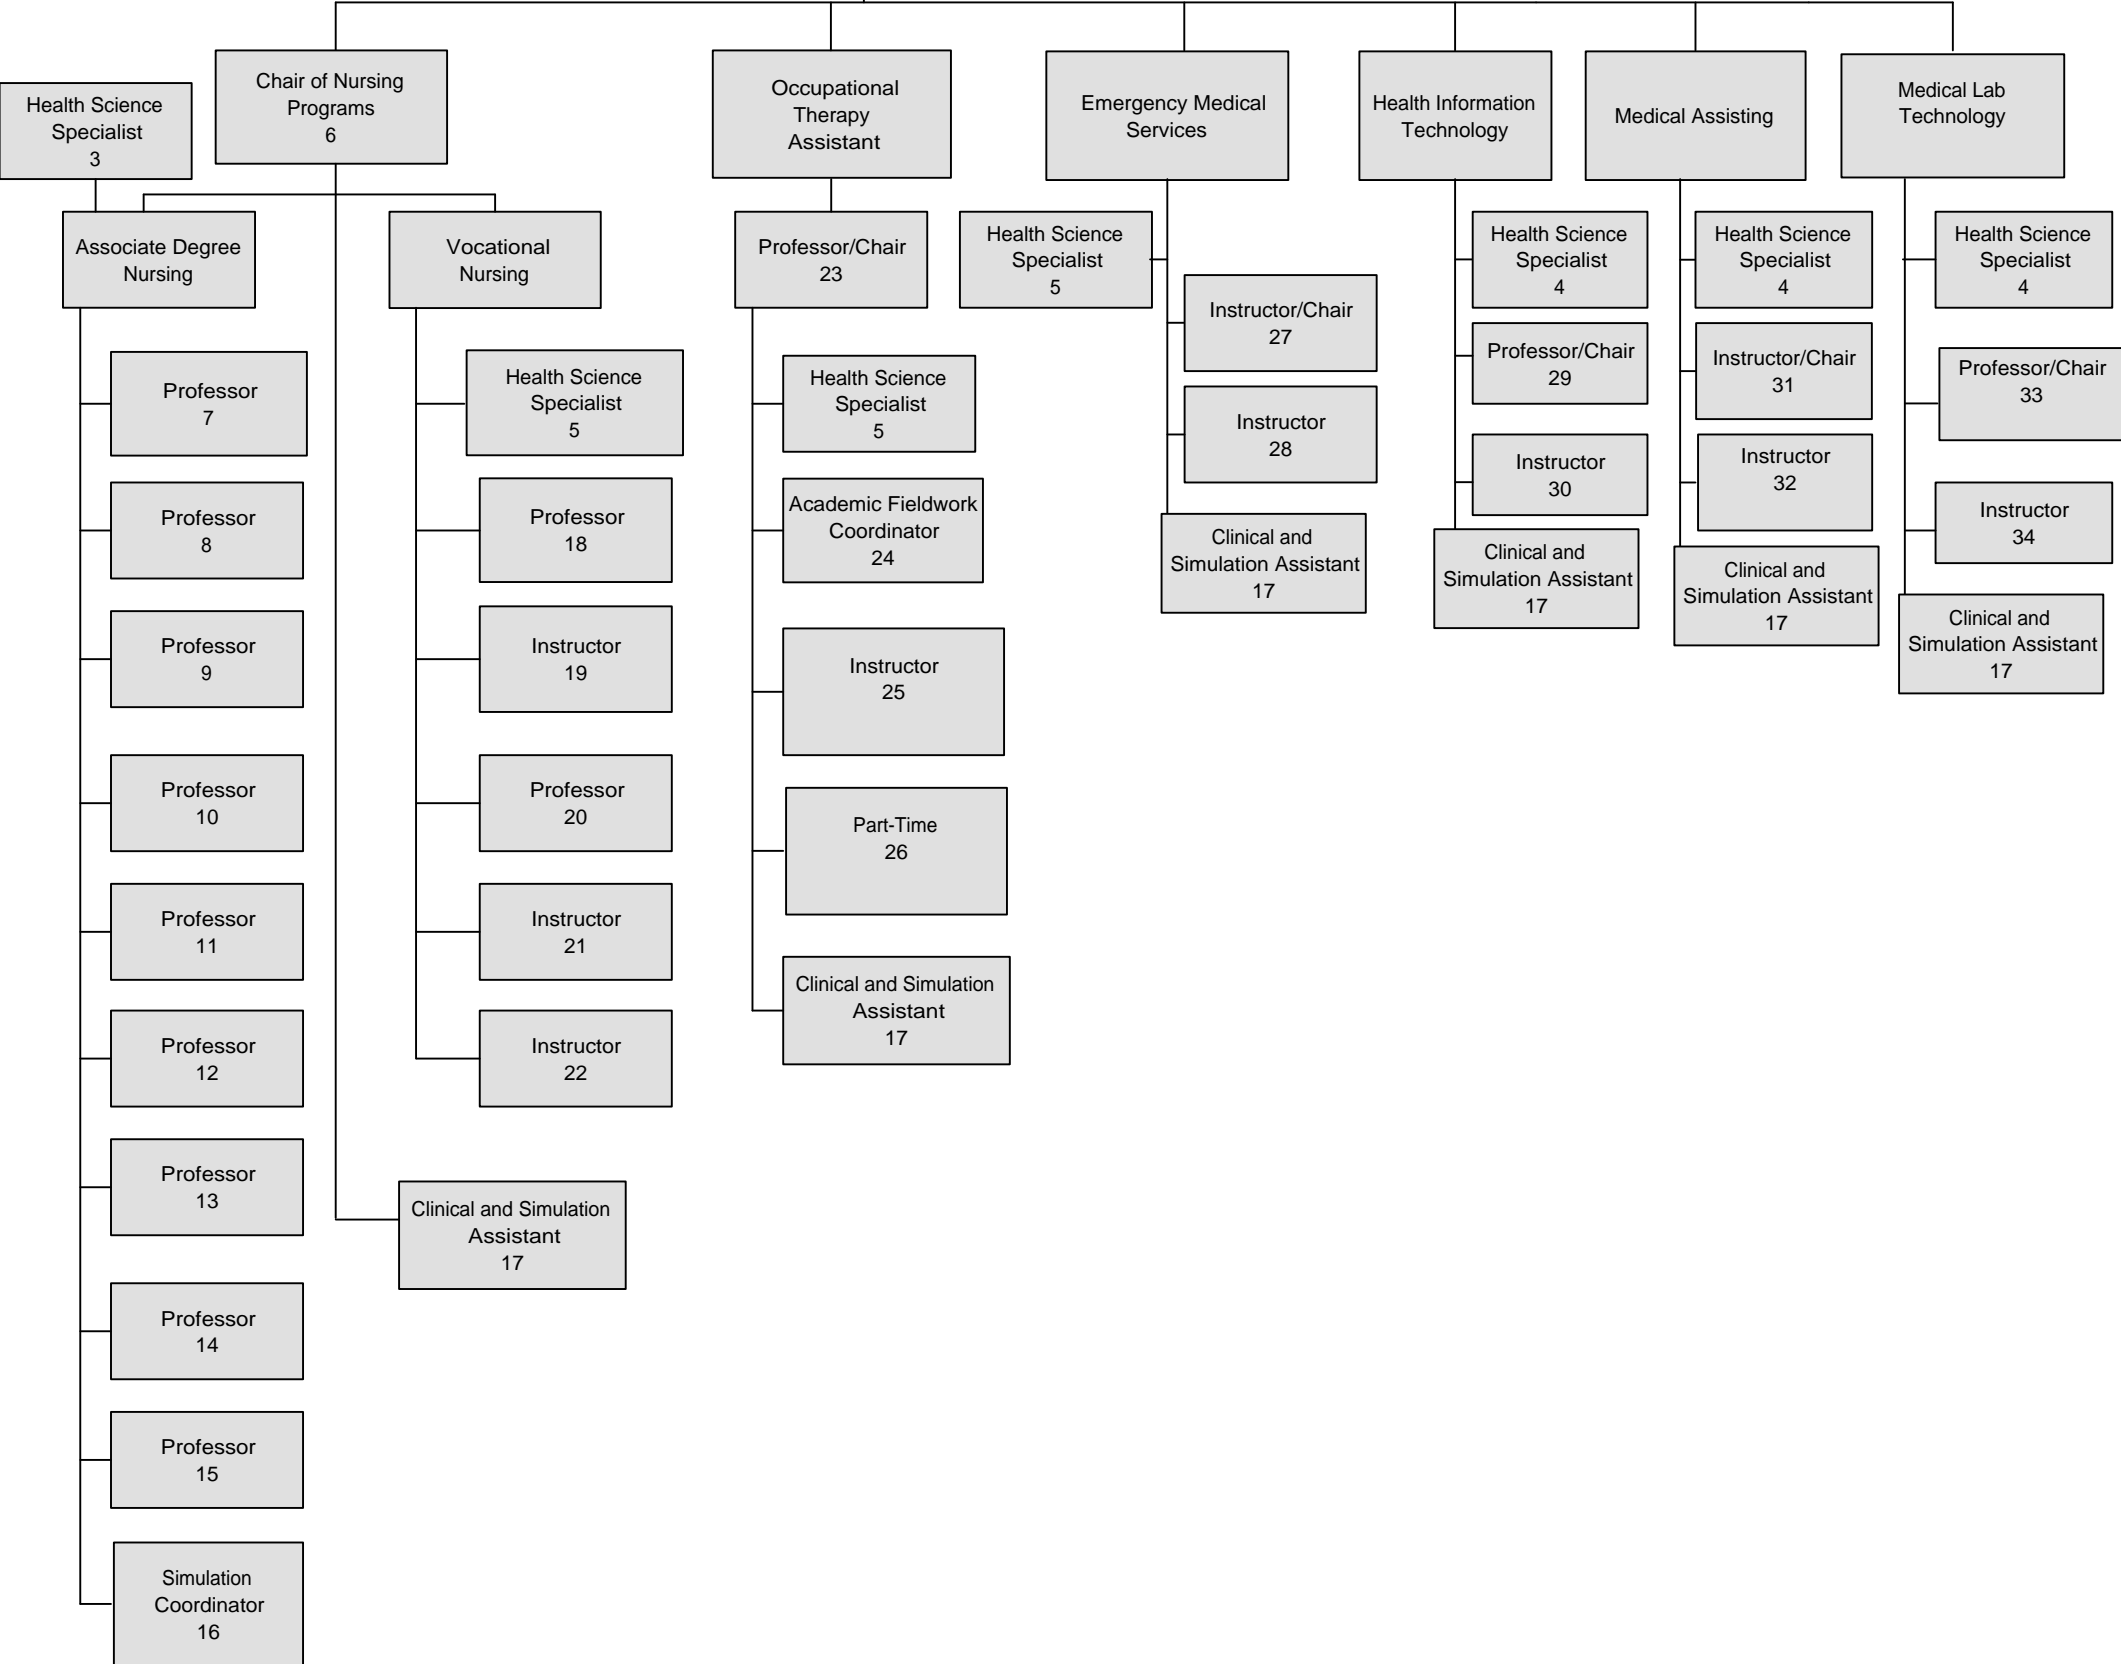 Health Science
Specialist
3
Chair of Nursing
Programs
6
Associate Degree
Nursing
Professor
7
Professor
8
Professor
9
Professor
10
Professor
11
Professor
12
Professor
13
Professor
14
Professor
15
Simulation
Coordinator
16
Vocational
Nursing
Health Science
Specialist
5
Professor
18
Instructor
19
Professor
20
Instructor
21
Instructor
22
Clinical and Simulation
Assistant
17
Occupational
Therapy
Assistant
Professor/Chair
23
Health Science
Specialist
5
Academic Fieldwork
Coordinator
24
Instructor
25
Part-Time
26
Clinical and Simulation
Assistant
17
Emergency Medical
Services
Health Science
Specialist
5
Instructor/Chair
27
Instructor
28
Clinical and
Simulation Assistant
17
Health Information
Technology
Health Science
Specialist
4
Professor/Chair
29
Instructor
30
Clinical and
Simulation Assistant
17
Medical Assisting
Health Science
Specialist
4
Instructor/Chair
31
Instructor
32
Clinical and
Simulation Assistant
17
Medical Lab
Technology
Health Science
Specialist
4
Professor/Chair
33
Instructor
34
Clinical and
Simulation Assistant
17